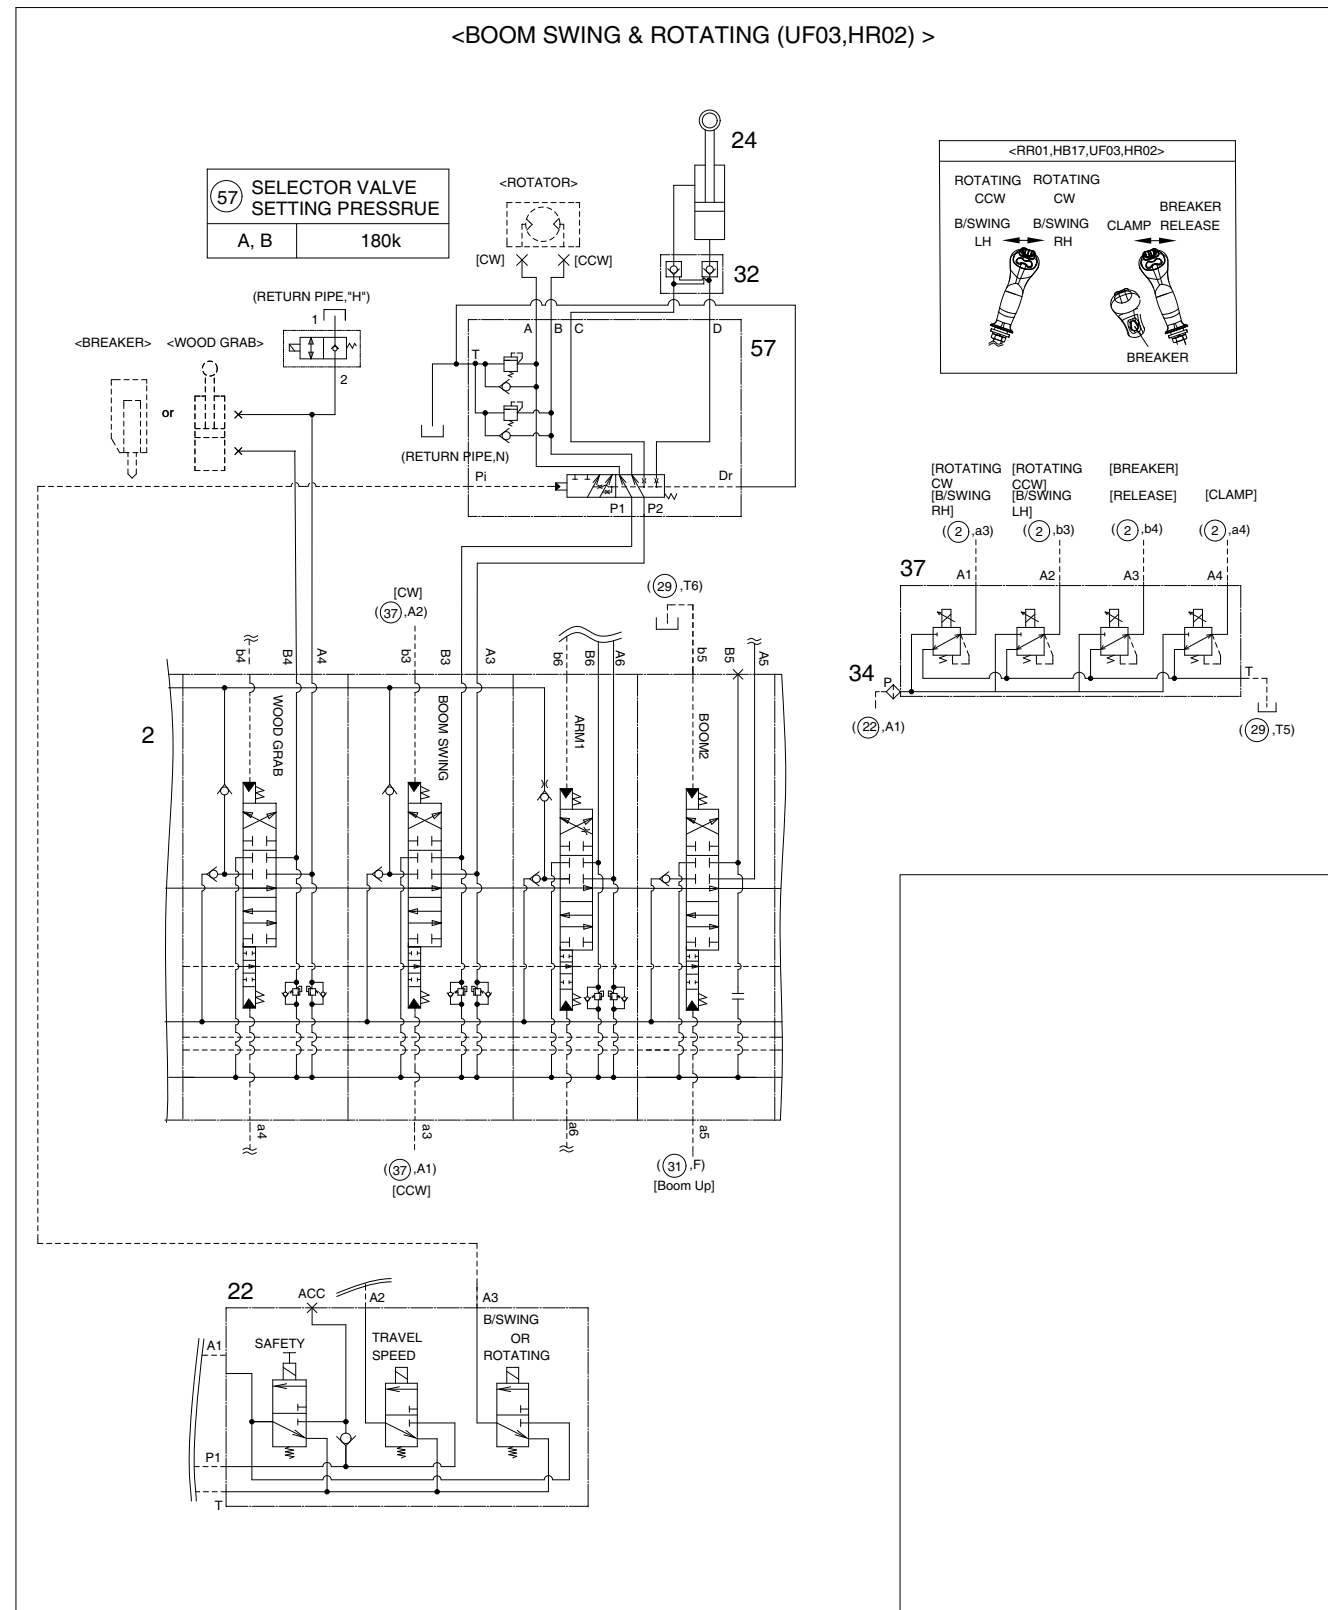 <BOOM SWING & ROTATING (UF03,HR02) >
24
57 SELECTOR VALVE
SETTING PRESSRUE
A, B 180k
<ROTATOR>
[CW] [CCW]
32
(RETURN PIPE,"H")
1
2
<BREAKER> <WOOD GRAB>
or
A B C D
57
T
(RETURN PIPE,N)
Pi Dr
P1 P2
<RR01,HB17,UF03,HR02>
ROTATING ROTATING
CCW CW
BREAKER
B/SWING B/SWING CLAMP RELEASE
LH RH
BREAKER
[ROTATING [ROTATING [BREAKER]
CW CCW]
[B/SWING [B/SWING [RELEASE] [CLAMP]
RH] LH]
(2,a3) (2,b3) (2,b4) (2,a4)
37
A1 A2 A3 A4
34
P T
(22,A1) (29,T5)
[CW]
(37,A2)
(29,T6)
b4 B4 A4 b3 B3 A3 b6 B6 A6 b5 B5 A5
2
WOOD GRAB
BOOM SWING
ARM1
BOOM2
a4 a3 a6 a5
(37,A1)
[CCW]
(31,F)
[Boom Up]
22
ACC A2 A3
A1
SAFETY
TRAVEL
SPEED
B/SWING
OR
ROTATING
P1
T